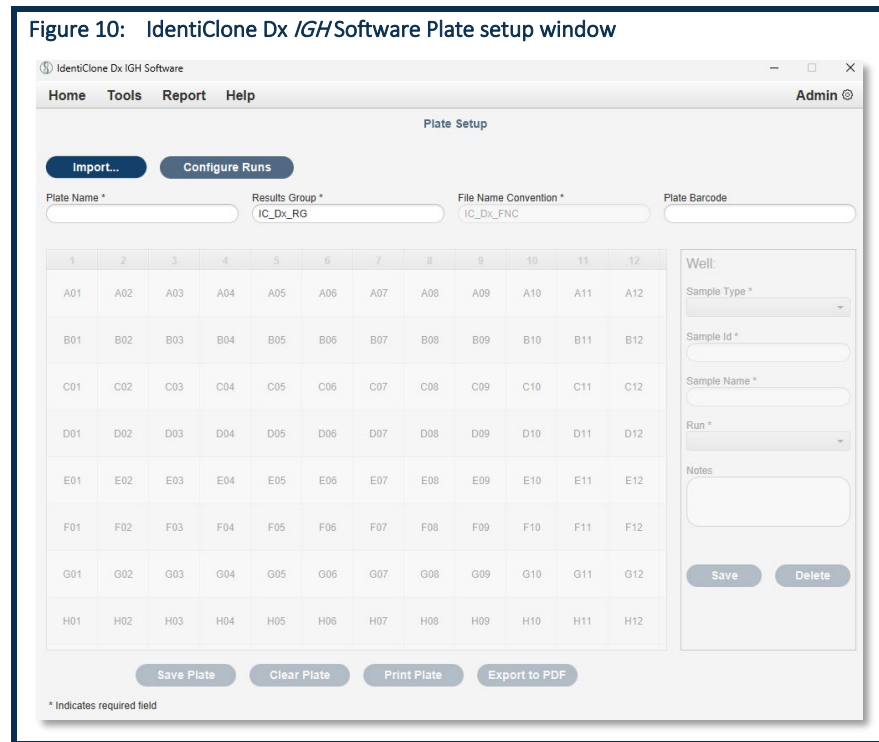 Figure 10: IdentiClone Dx IGH Software Plate setup window
IdentiClone Dx IGH Software
Home Tools Report Help Admin
Plate Setup
Import... Configure Runs
Plate Name * Results Group * File Name Convention * Plate Barcode
IC_Dx_RG IC_Dx_FNC
1 2 3 4 5 6 7 8 9 10 11 12
A01 A02 A03 A04 A05 A06 A07 A08 A09 A10 A11 A12
B01 B02 B03 B04 B05 B06 B07 B08 B09 B10 B11 B12
C01 C02 C03 C04 C05 C06 C07 C08 C09 C10 C11 C12
D01 D02 D03 D04 D05 D06 D07 D08 D09 D10 D11 D12
E01 E02 E03 E04 E05 E06 E07 E08 E09 E10 E11 E12
F01 F02 F03 F04 F05 F06 F07 F08 F09 F10 F11 F12
G01 G02 G03 G04 G05 G06 G07 G08 G09 G10 G11 G12
H01 H02 H03 H04 H05 H06 H07 H08 H09 H10 H11 H12
Well:
Sample Type *
Sample Id *
Sample Name *
Run *
Notes
Save Delete
Save Plate Clear Plate Print Plate Export to PDF
* Indicates required field